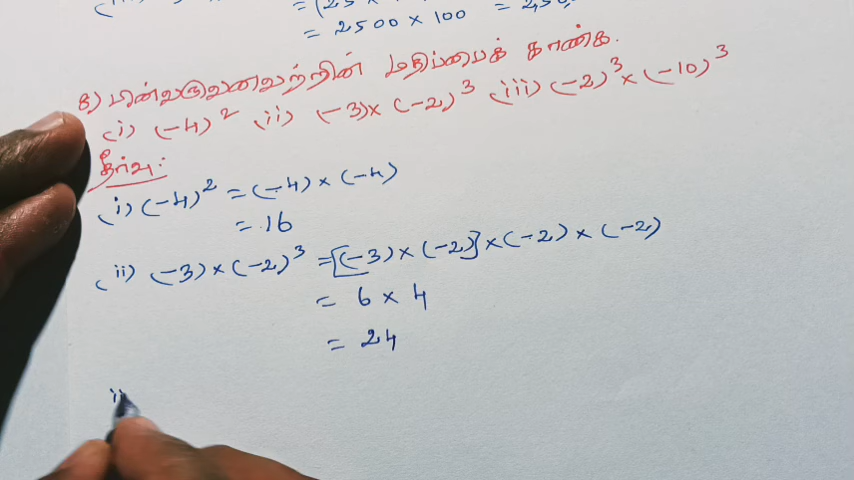 = 2500 × 100 = 250,
8) பின்வருவனவற்றின் மதிப்பைக் காண்க.
(i) (-4)² (ii) (-3)× (-2)³ (iii) (-2)³ × (-10)³
தீர்வு:
(i) (-4)² = (-4) × (-4)
= 16
(ii) (-3) × (-2)³ = [(-3) × (-2)] × (-2) × (-2)
= 6 × 4
= 24